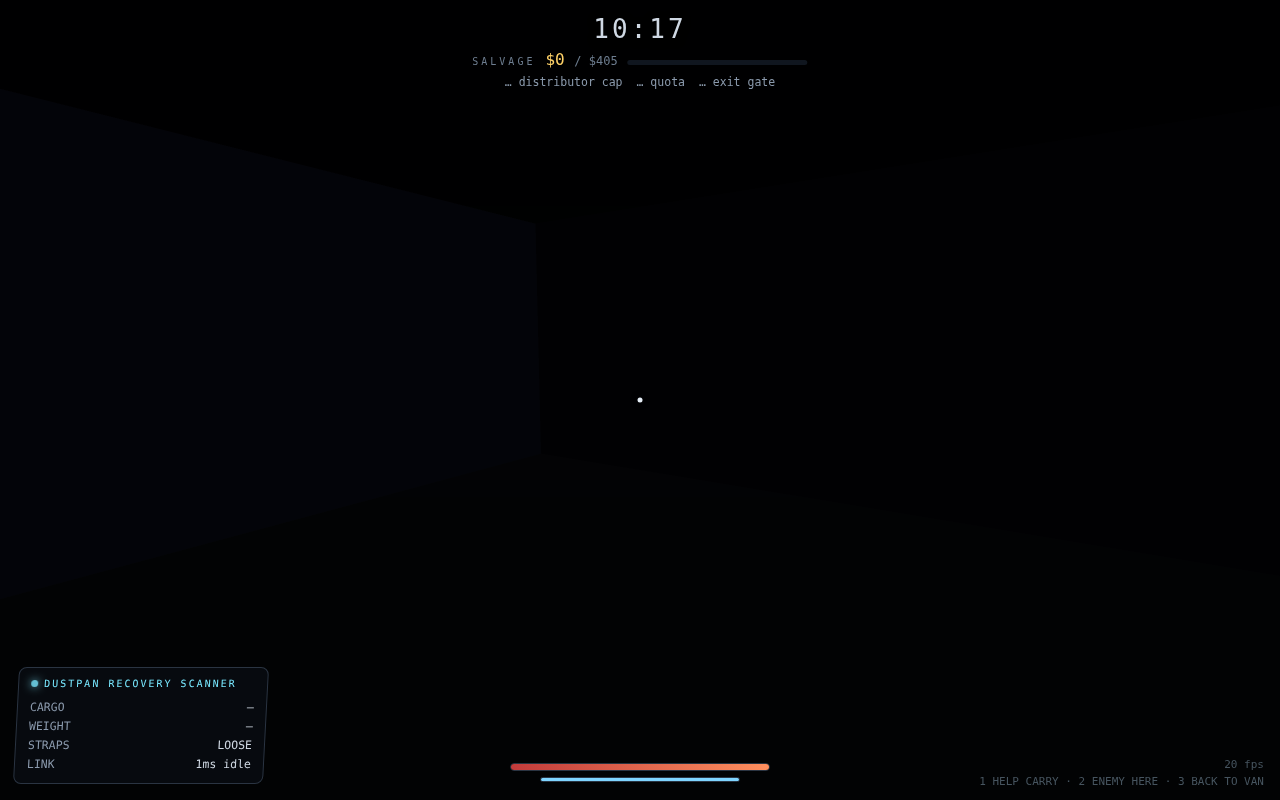 10:17
SALVAGE $0 / $405
… distributor cap … quota … exit gate
DUSTPAN RECOVERY SCANNER
CARGO —
WEIGHT —
STRAPS LOOSE
LINK 1ms idle
20 fps
1 HELP CARRY · 2 ENEMY HERE · 3 BACK TO VAN